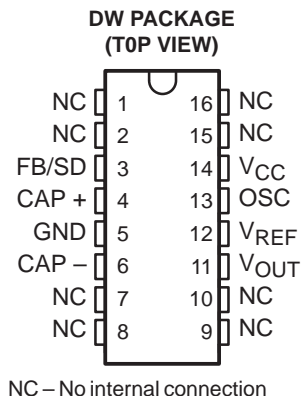 DW PACKAGE
(T0P VIEW)
NC 1 16 NC
NC 2 15 NC
FB/SD 3 14 VCC
CAP + 4 13 OSC
GND 5 12 VREF
CAP – 6 11 VOUT
NC 7 10 NC
NC 8 9 NC
NC – No internal connection